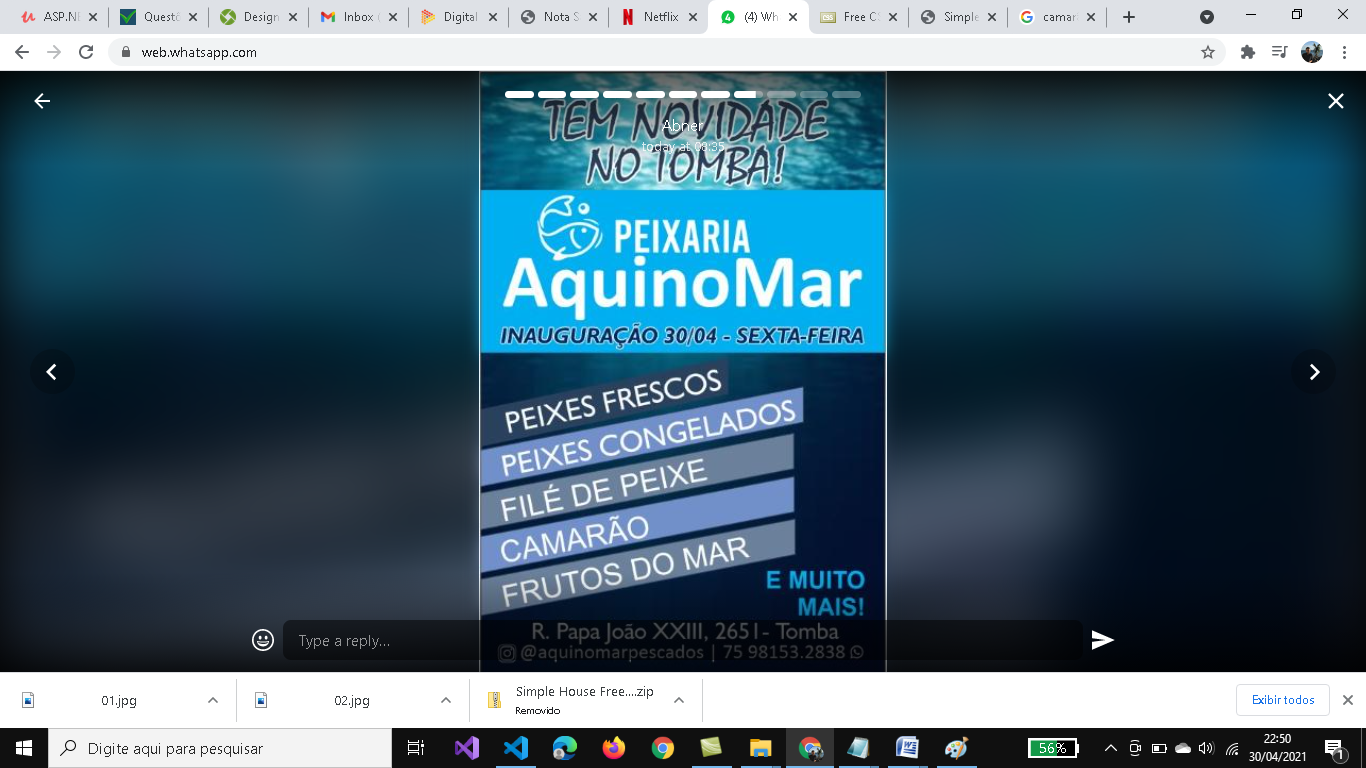 ASP.NI
Questõ
Design
Inbox (
Digital
Nota S
Netflix
(4) Wh
Free C
Simple
camar
web.whatsapp.com
TEM NOVIDADE
Abner
today at 08:35
NO TOMBA!
PEIXARIA
AquinoMar
INAUGURAÇÃO 30/04 - SEXTA-FEIRA
PEIXES FRESCOS
PEIXES CONGELADOS
FILÉ DE PEIXE
CAMARÃO
FRUTOS DO MAR
E MUITO
MAIS!
Type a reply...
R. Papa João XXIII, 2651- Tomba
@aquinomarpescados | 75 98153.2838
01.jpg
02.jpg
Simple House Free....zip
Removido
Exibir todos
Digite aqui para pesquisar
56%
22:50
30/04/2021
1